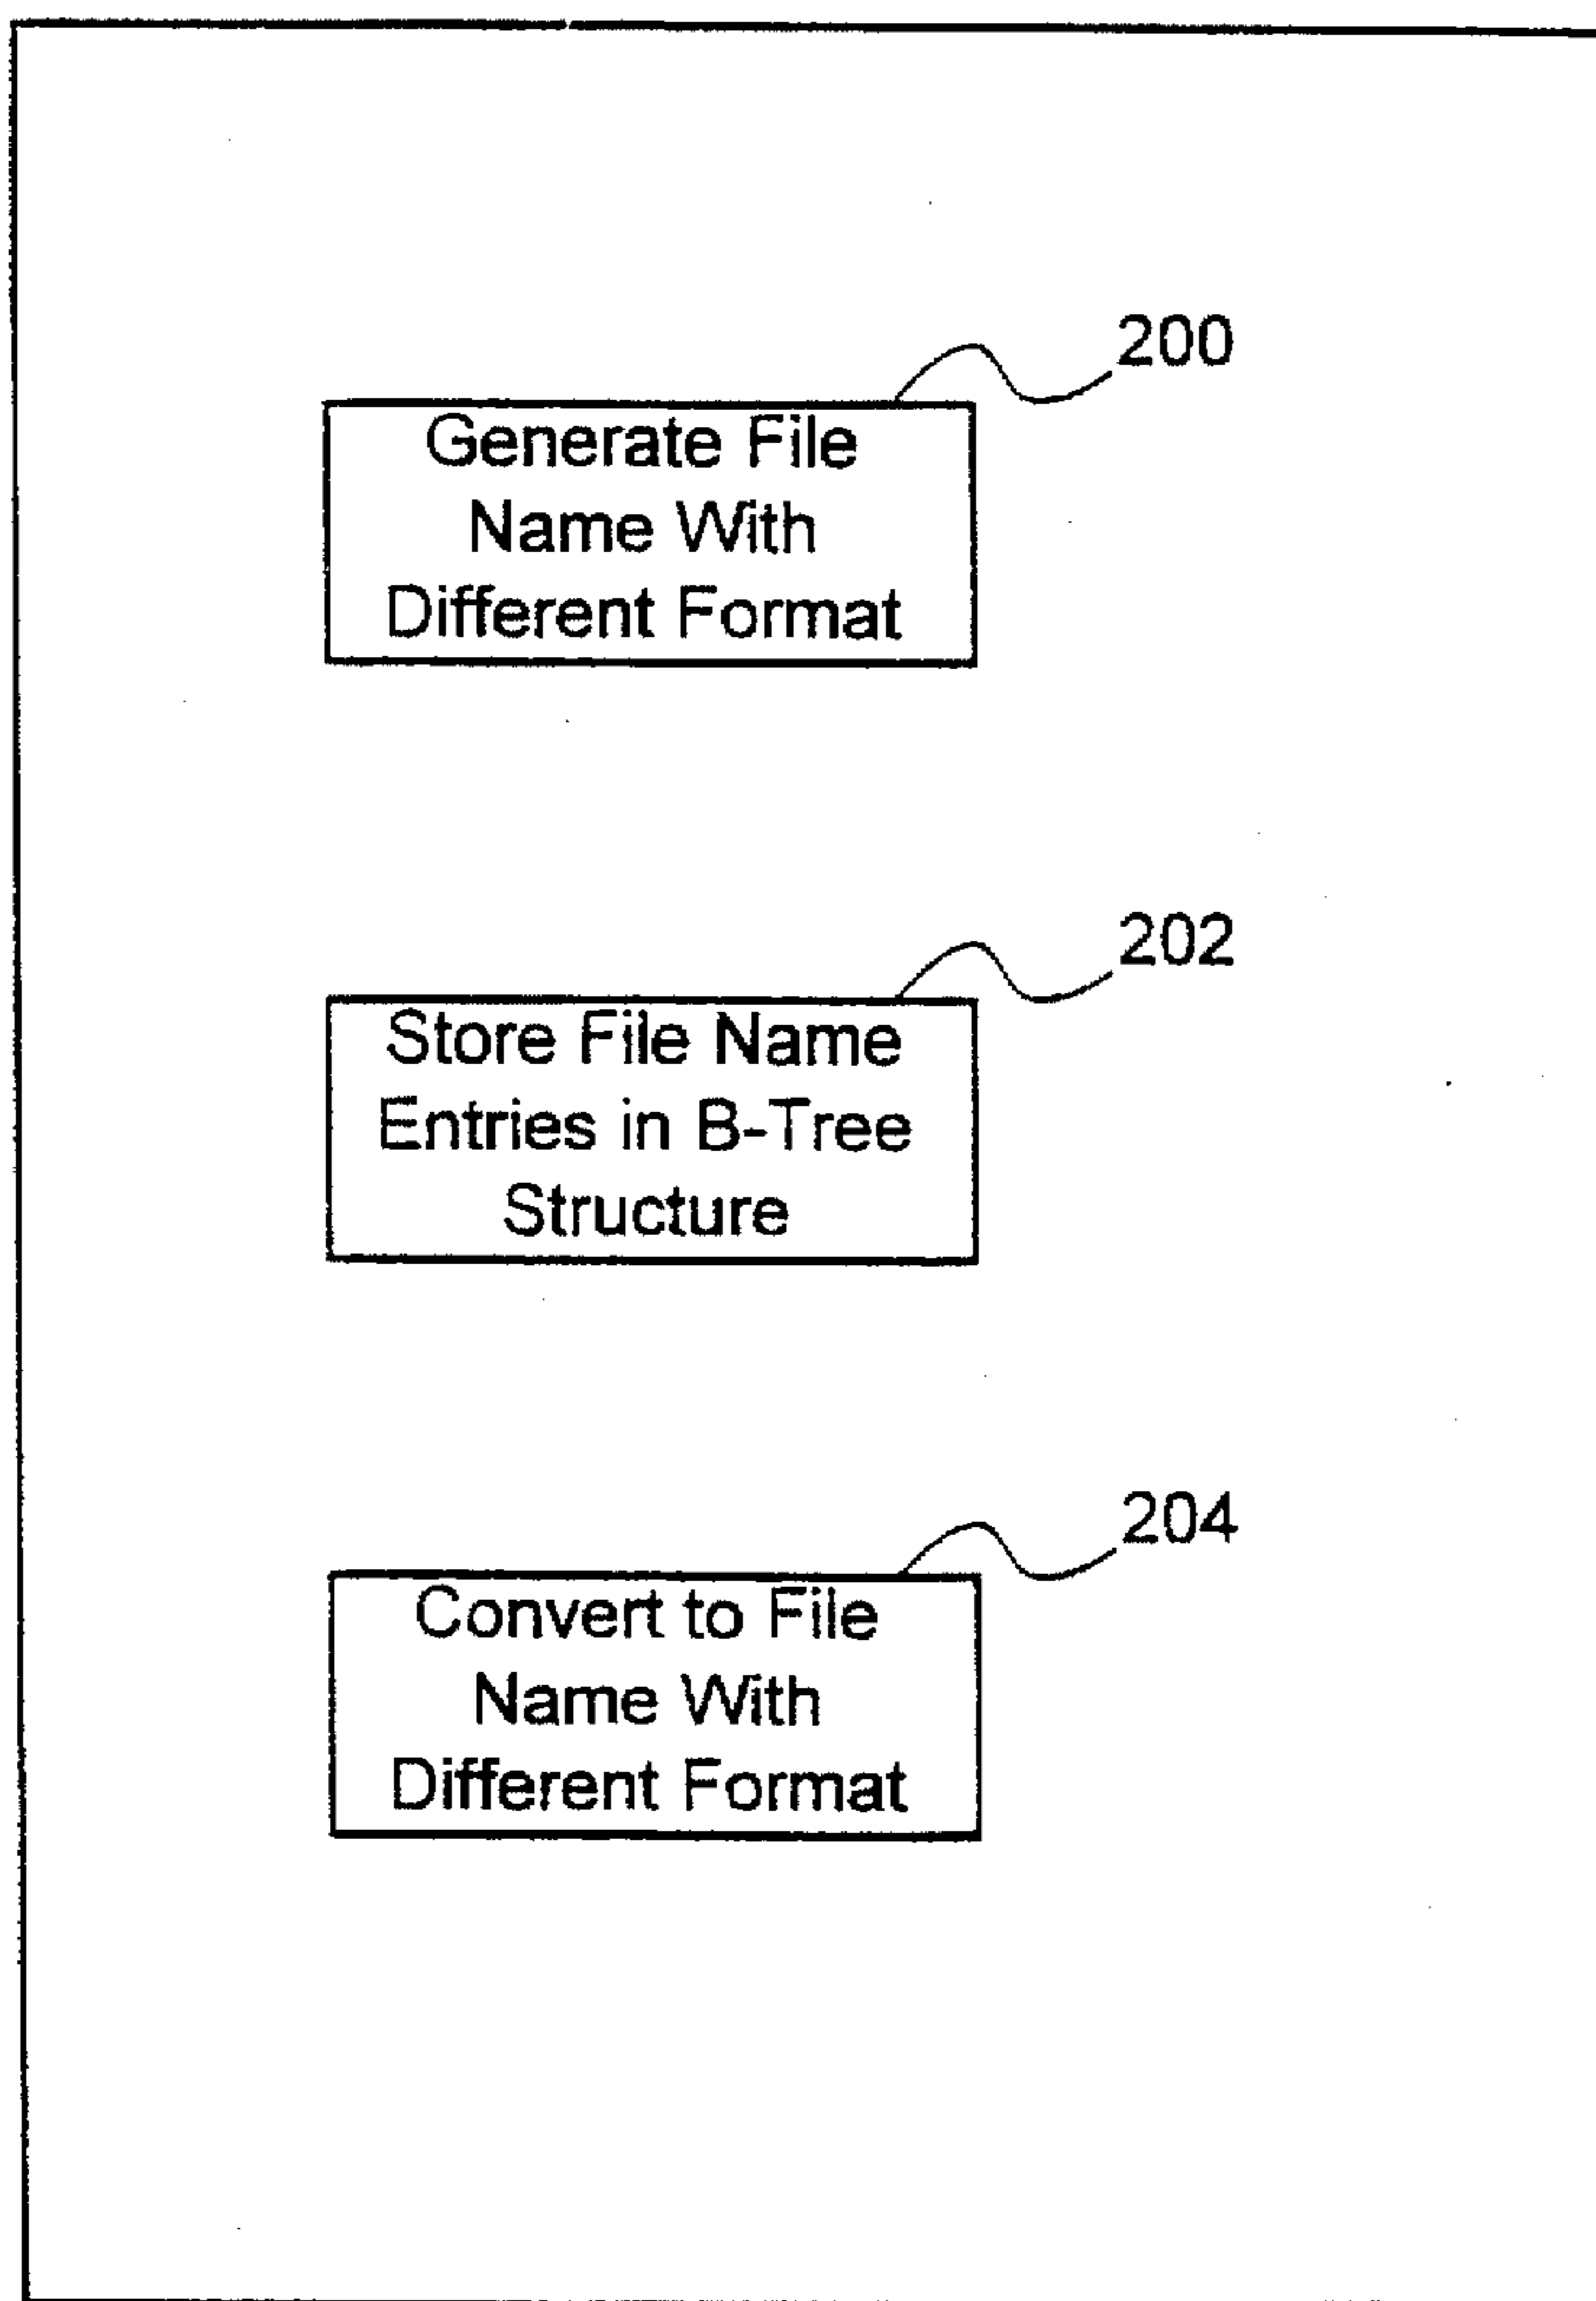 200
Generate File
Name With
Different Format
202
Store File Name
Entries in B-Tree
Structure
204
Convert to File
Name With
Different Format